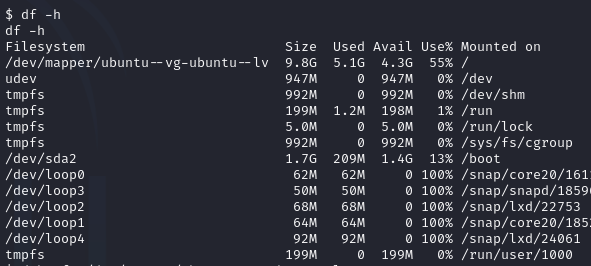 $ df -h
df -h
Filesystem                         Size  Used Avail Use% Mounted on
/dev/mapper/ubuntu--vg-ubuntu--lv  9.8G  5.1G  4.3G  55% /
udev                               947M     0  947M   0% /dev
tmpfs                              992M     0  992M   0% /dev/shm
tmpfs                              199M  1.2M  198M   1% /run
tmpfs                              5.0M     0  5.0M   0% /run/lock
tmpfs                              992M     0  992M   0% /sys/fs/cgroup
/dev/sda2                          1.7G  209M  1.4G  13% /boot
/dev/loop0                          62M   62M     0 100% /snap/core20/161
/dev/loop3                          50M   50M     0 100% /snap/snapd/1859
/dev/loop2                          68M   68M     0 100% /snap/lxd/22753
/dev/loop1                          64M   64M     0 100% /snap/core20/185
/dev/loop4                          92M   92M     0 100% /snap/lxd/24061
tmpfs                              199M     0  199M   0% /run/user/1000